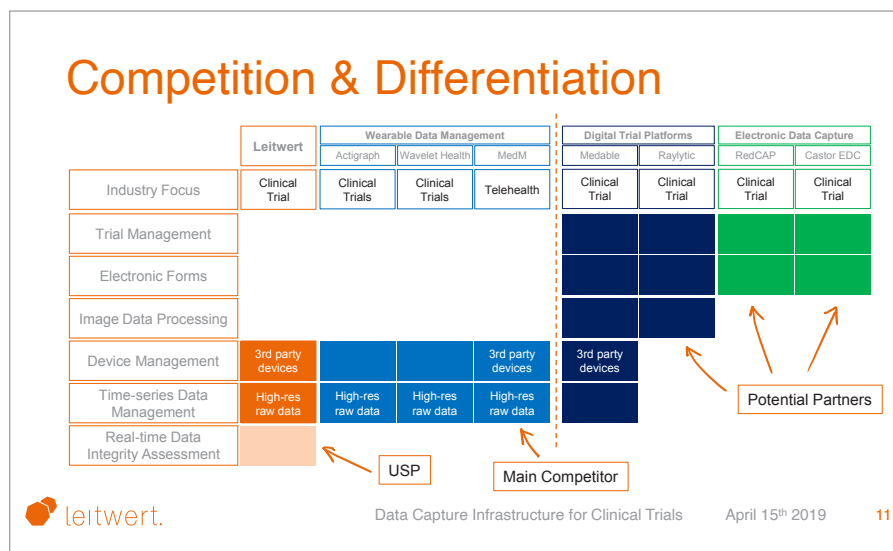 Competition & Differentiation
Leitwert
Wearable Data Management
Digital Trial Platforms
Electronic Data Capture
Actigraph
Wavelet Health
MedM
Medable
Raylytic
RedCAP
Castor EDC
Industry Focus
Clinical
Trial
Clinical
Trials
Clinical
Trials
Telehealth
Clinical
Trial
Clinical
Trial
Clinical
Trial
Clinical
Trial
Trial Management
Electronic Forms
Image Data Processing
Device Management
3rd party
devices
3rd party
devices
3rd party
devices
Time-series Data
Management
High-res
raw data
High-res
raw data
High-res
raw data
High-res
raw data
Potential Partners
Real-time Data
Integrity Assessment
USP
Main Competitor
leitwert.
Data Capture Infrastructure for Clinical Trials
April 15th 2019
11